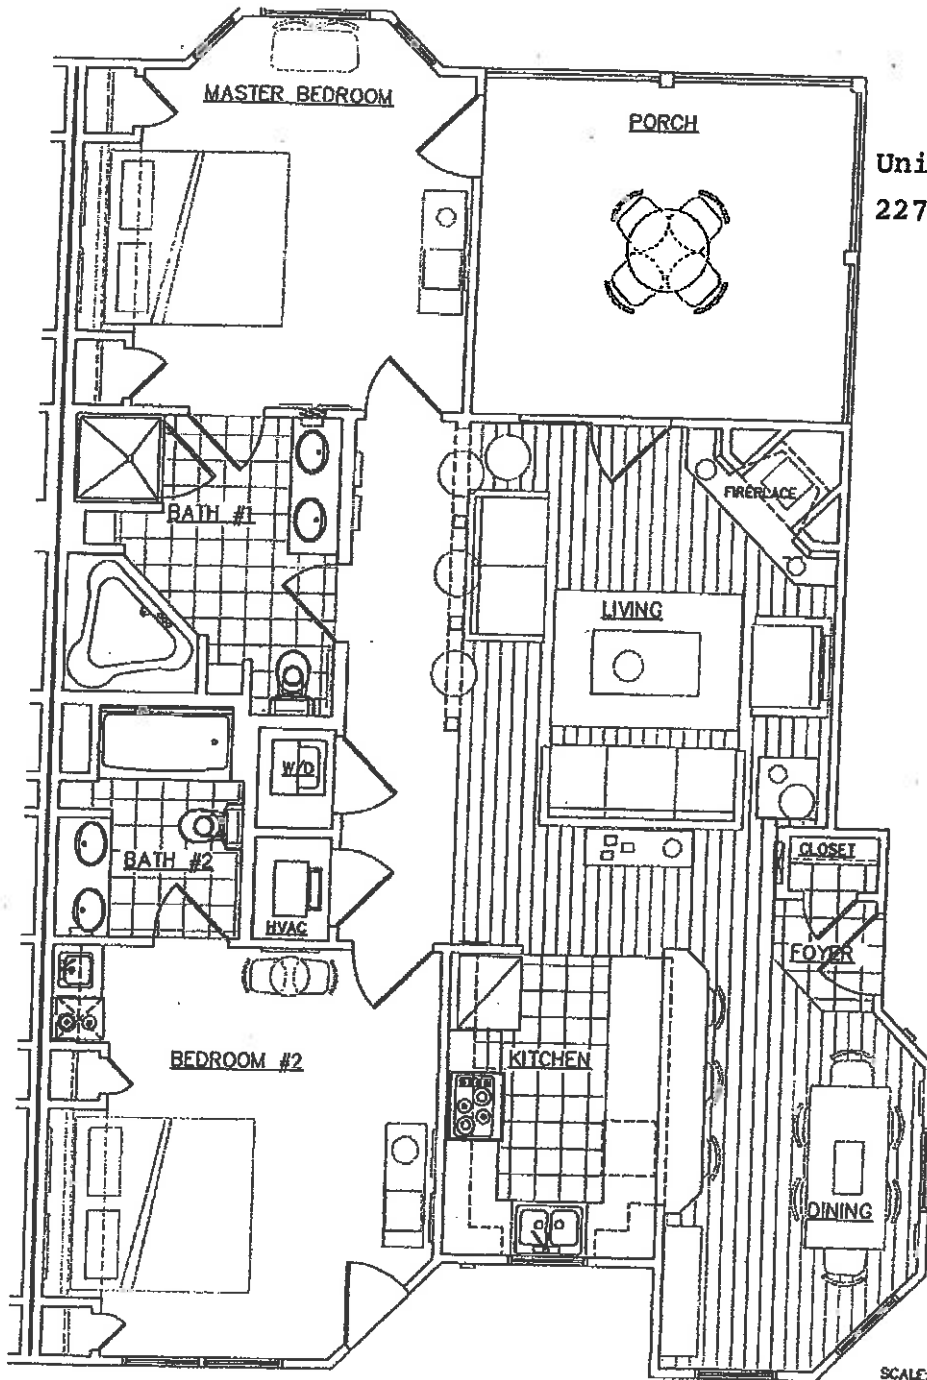 MASTER BEDROOM
PORCH
Uni
227
BATH #1
FIREPLACE
LIVING
W/D
BATH #2
CLOSET
HVAC
FOYER
BEDROOM #2
KITCHEN
DINING
SCALE: